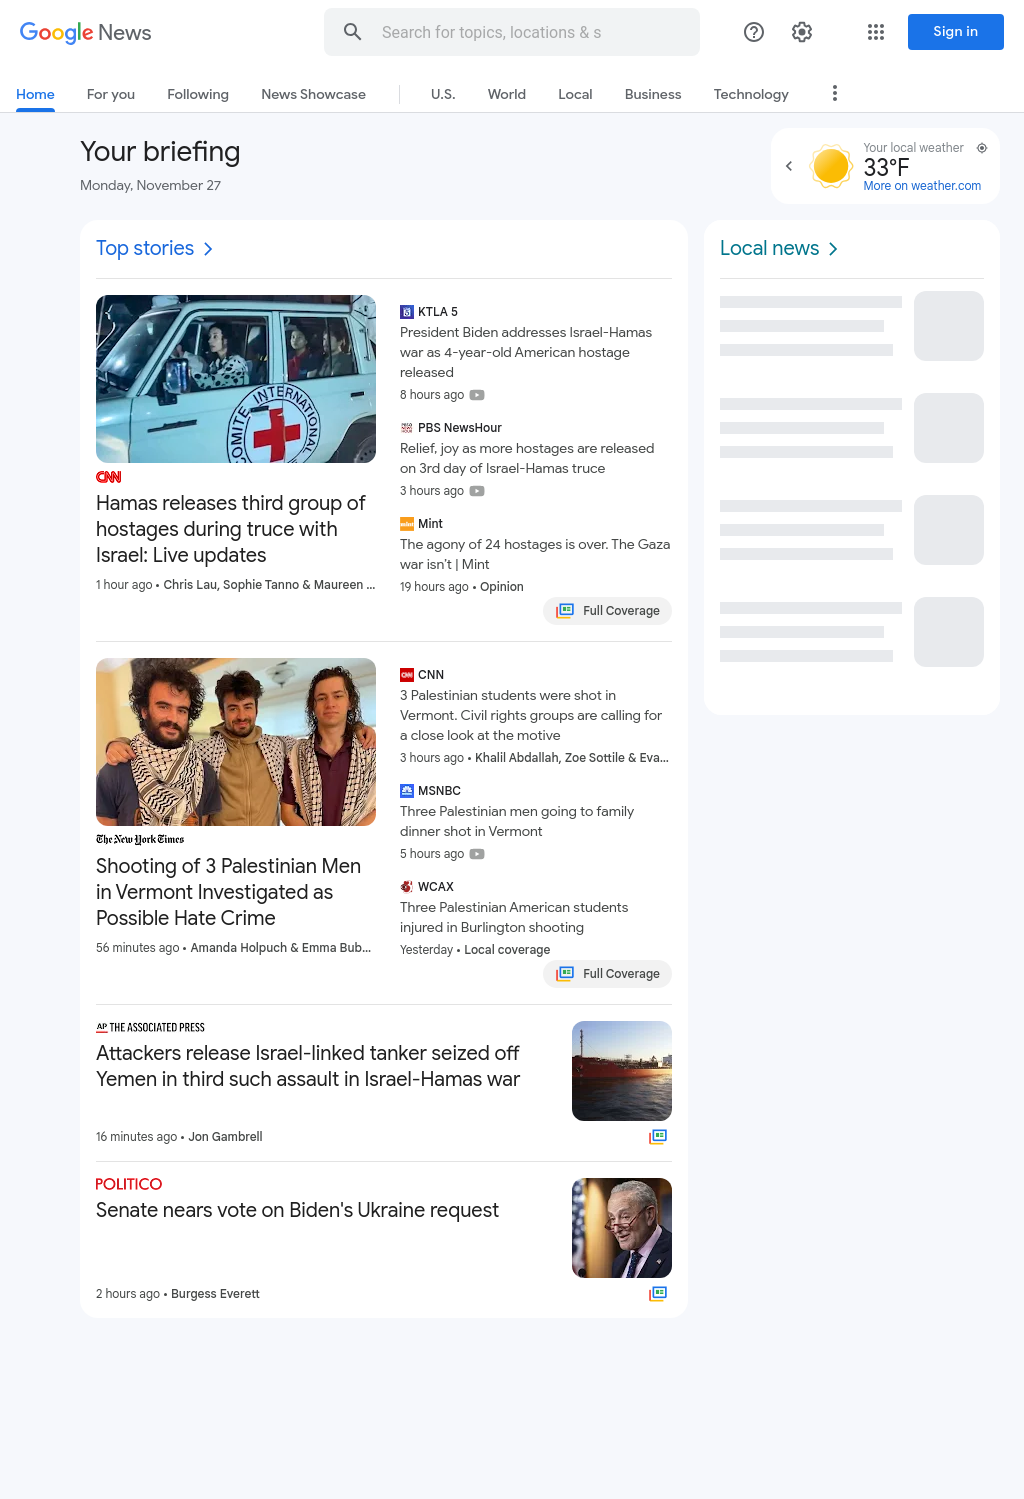 Google News
Search for topics, locations & s
Sign in
Home
For you
Following
News Showcase
U.S.
World
Local
Business
Technology
Your briefing
Monday, November 27
Your local weather
33°F
More on weather.com
Top stories
COMITE INTERNATIONAL
CNN
Hamas releases third group of
hostages during truce with
Israel: Live updates
1 hour ago • Chris Lau, Sophie Tanno & Maureen ...
KTLA 5
President Biden addresses Israel-Hamas
war as 4-year-old American hostage
released
8 hours ago
PBS NewsHour
Relief, joy as more hostages are released
on 3rd day of Israel-Hamas truce
3 hours ago
Mint
The agony of 24 hostages is over. The Gaza
war isn't | Mint
19 hours ago • Opinion
Full Coverage
The New York Times
Shooting of 3 Palestinian Men
in Vermont Investigated as
Possible Hate Crime
56 minutes ago • Amanda Holpuch & Emma Bub...
CNN
3 Palestinian students were shot in
Vermont. Civil rights groups are calling for
a close look at the motive
3 hours ago • Khalil Abdallah, Zoe Sottile & Eva...
MSNBC
Three Palestinian men going to family
dinner shot in Vermont
5 hours ago
WCAX
Three Palestinian American students
injured in Burlington shooting
Yesterday • Local coverage
Full Coverage
AP THE ASSOCIATED PRESS
Attackers release Israel-linked tanker seized off
Yemen in third such assault in Israel-Hamas war
16 minutes ago • Jon Gambrell
POLITICO
Senate nears vote on Biden's Ukraine request
2 hours ago • Burgess Everett
Local news